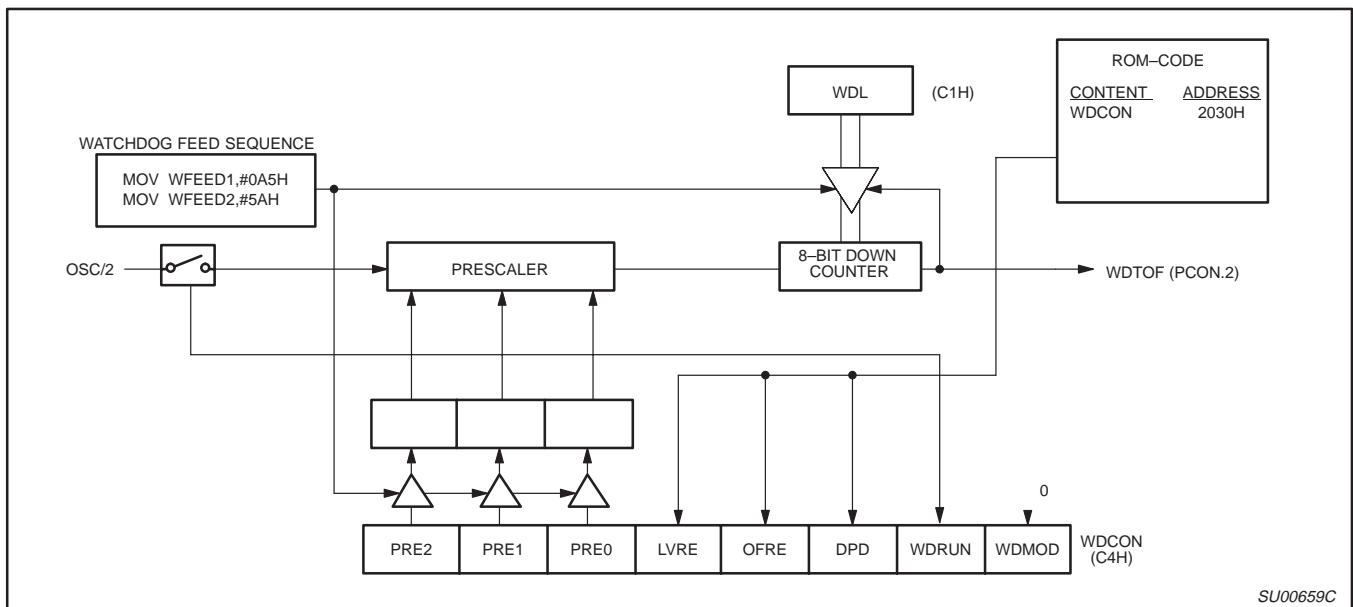 ROM–CODE
CONTENT ADDRESS
WDCON 2030H
WDL (C1H)
WATCHDOG FEED SEQUENCE
MOV WFEED1,#0A5H
MOV WFEED2,#5AH
OSC/2
PRESCALER
8–BIT DOWN
COUNTER
WDTOF (PCON.2)
0
PRE2 PRE1 PRE0 LVRE OFRE DPD WDRUN WDMOD
WDCON
(C4H)
SU00659C